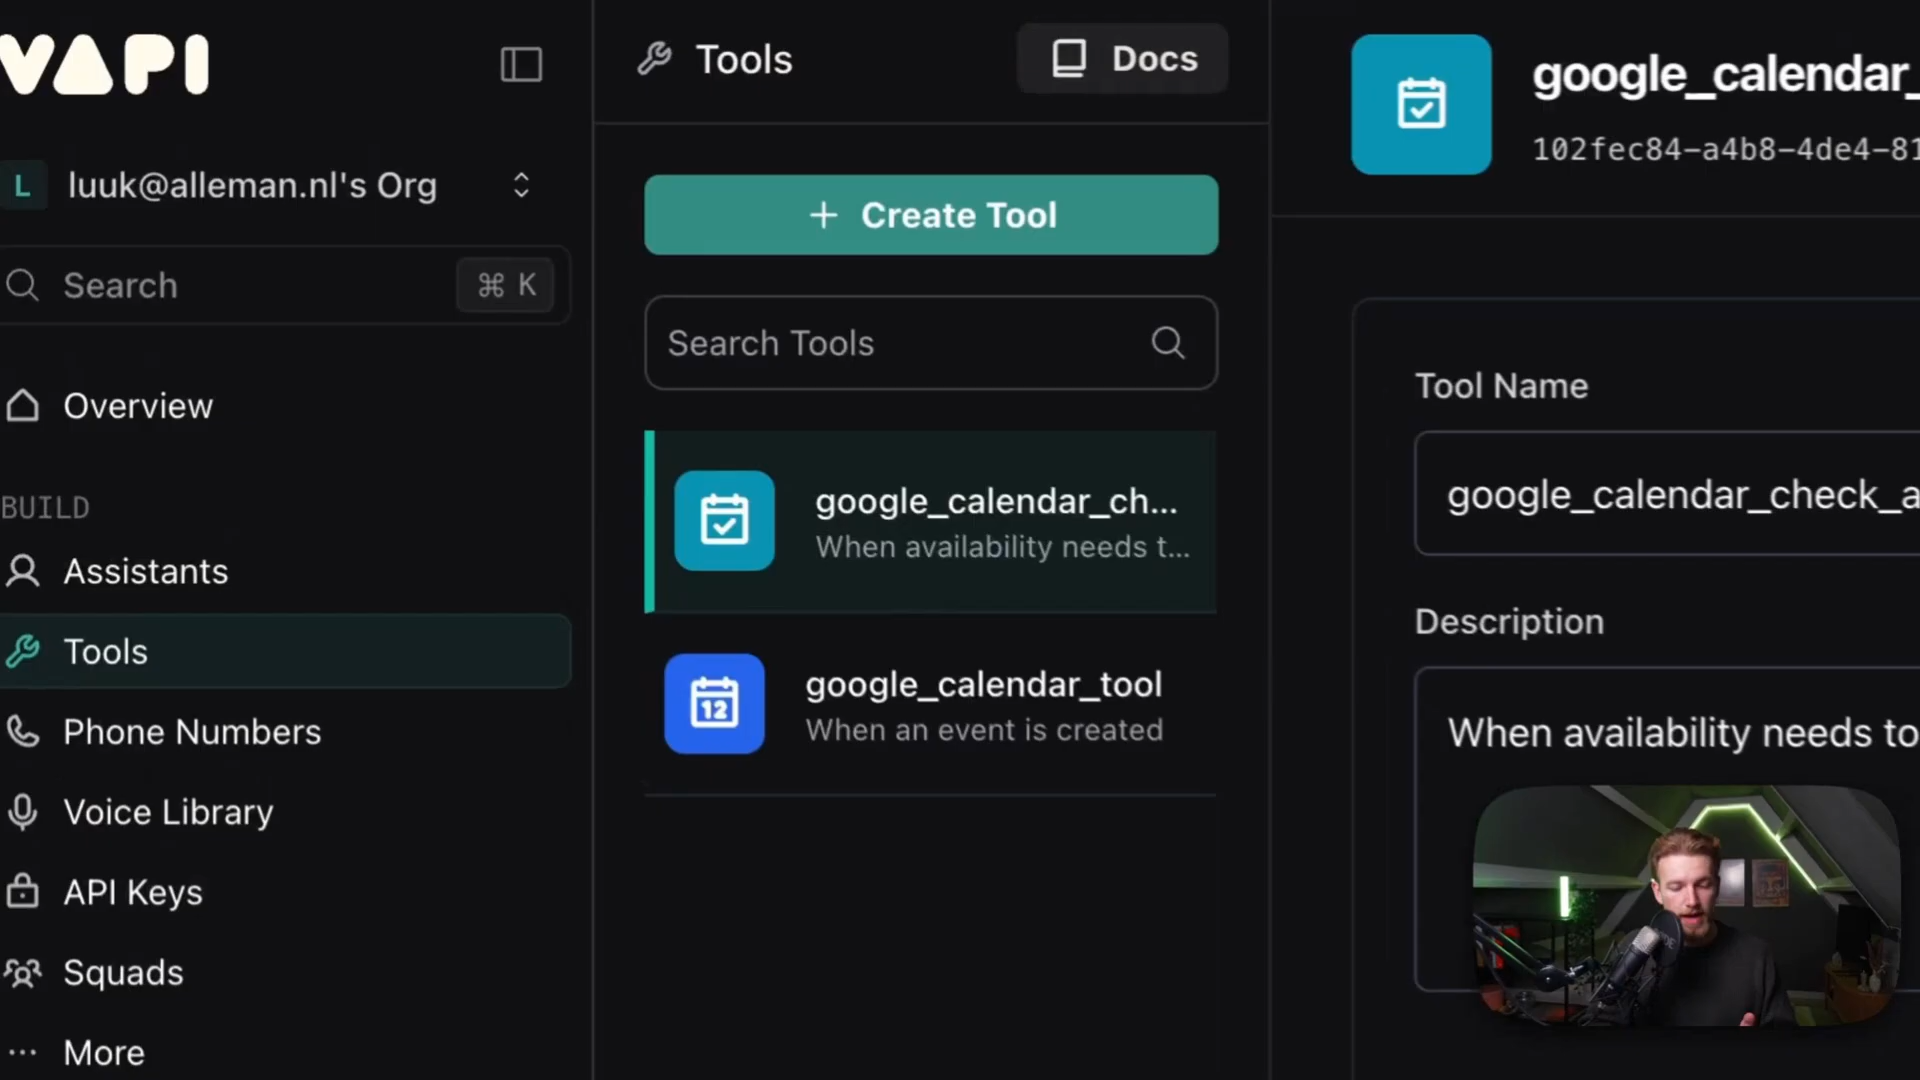 VAPI
L luuk@alleman.nl's Org
Search ⌘ K
Overview
BUILD
Assistants
Tools
Phone Numbers
Voice Library
API Keys
Squads
More
Tools
Docs
+ Create Tool
Search Tools
google_calendar_ch...
When availability needs t...
12
google_calendar_tool
When an event is created
google_calendar_
102fec84-a4b8-4de4-81
Tool Name
google_calendar_check_a
Description
When availability needs to